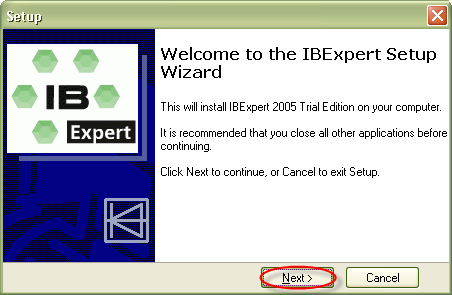 Setup
IB
Expert
Welcome to the IBExpert Setup
Wizard
This will install IBExpert 2005 Trial Edition on your computer.
It is recommended that you close all other applications before
continuing.
Click Next to continue, or Cancel to exit Setup.
Next >
Cancel